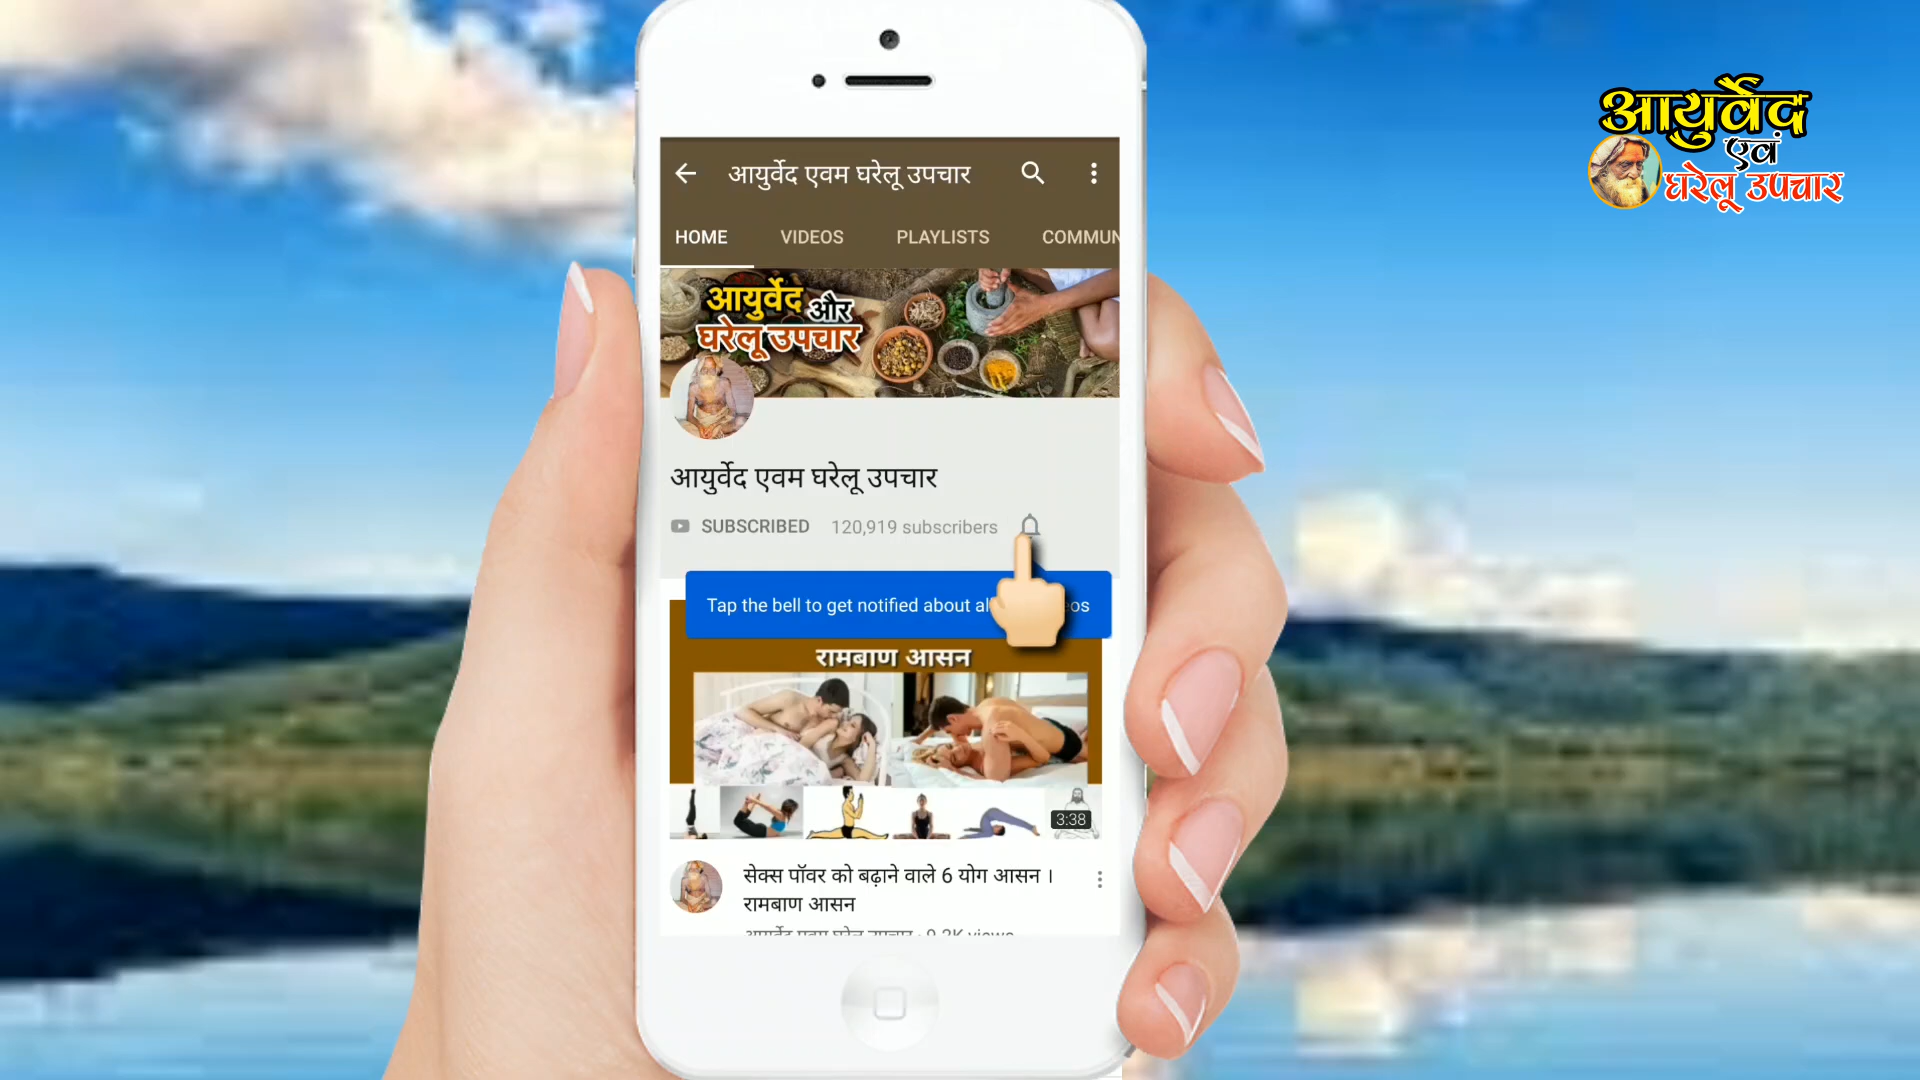 आयुर्वेद
एवं
घरेलू उपचार
आयुर्वेद एवम घरेलू उपचार
HOME VIDEOS PLAYLISTS COMMUN
आयुर्वेद और
घरेलू उपचार
आयुर्वेद एवम घरेलू उपचार
SUBSCRIBED 120,919 subscribers
Tap the bell to get notified about
रामबाण आसन
3:38
सेक्स पॉवर को बढ़ाने वाले 6 योग आसन ।
रामबाण आसन